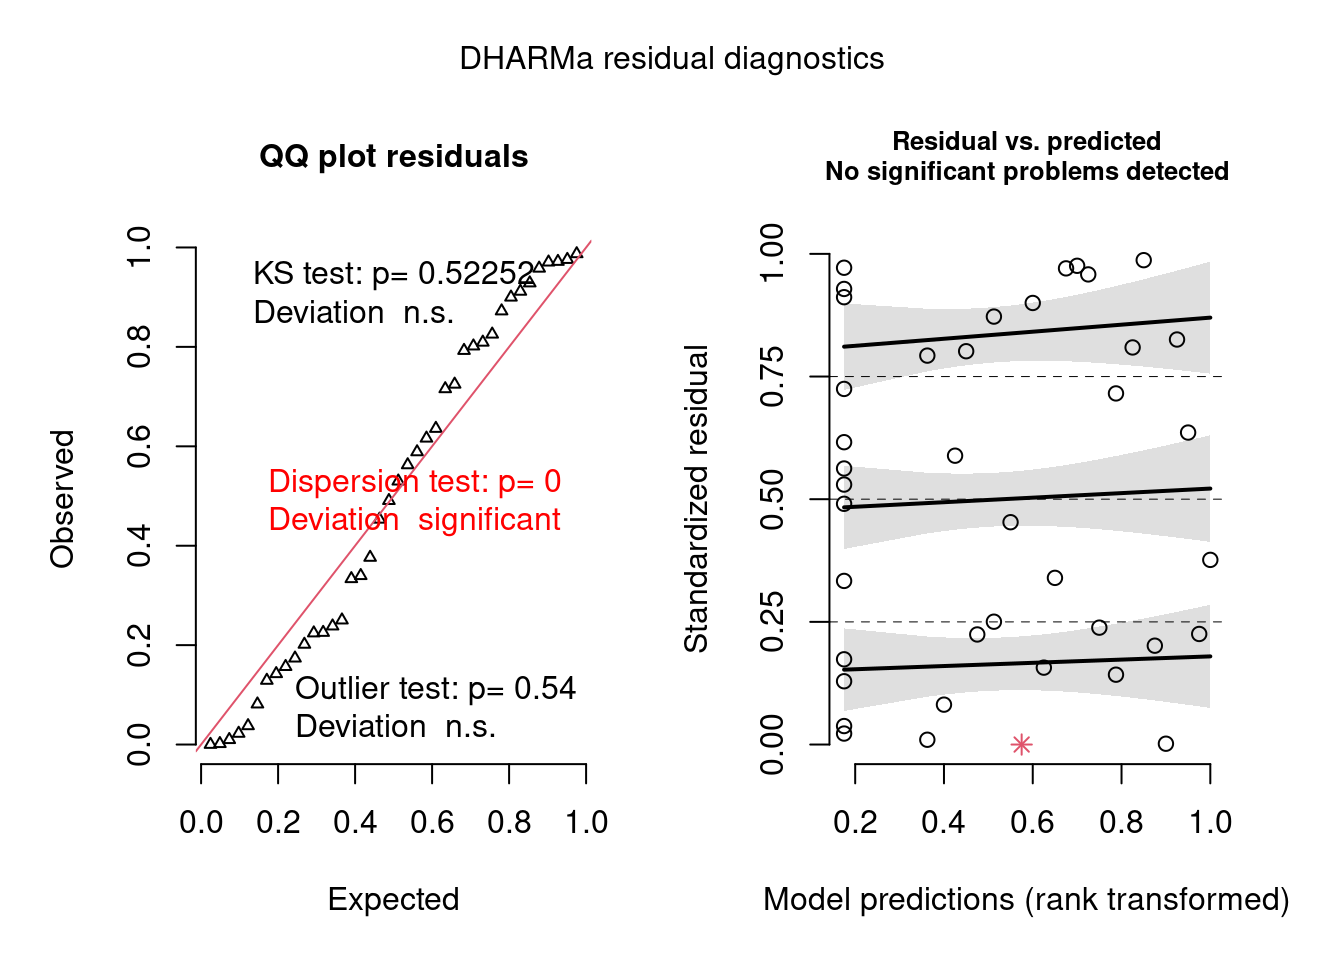 DHARMa residual diagnostics
QQ plot residuals
KS test: p= 0.52252
Deviation  n.s.
Dispersion test: p= 0
Deviation  significant
Outlier test: p= 0.54
Deviation  n.s.
Observed
0.0 0.2 0.4 0.6 0.8 1.0
0.0 0.2 0.4 0.6 0.8 1.0
Expected
Residual vs. predicted
No significant problems detected
Standardized residual
0.00 0.25 0.50 0.75 1.00
0.2 0.4 0.6 0.8 1.0
Model predictions (rank transformed)